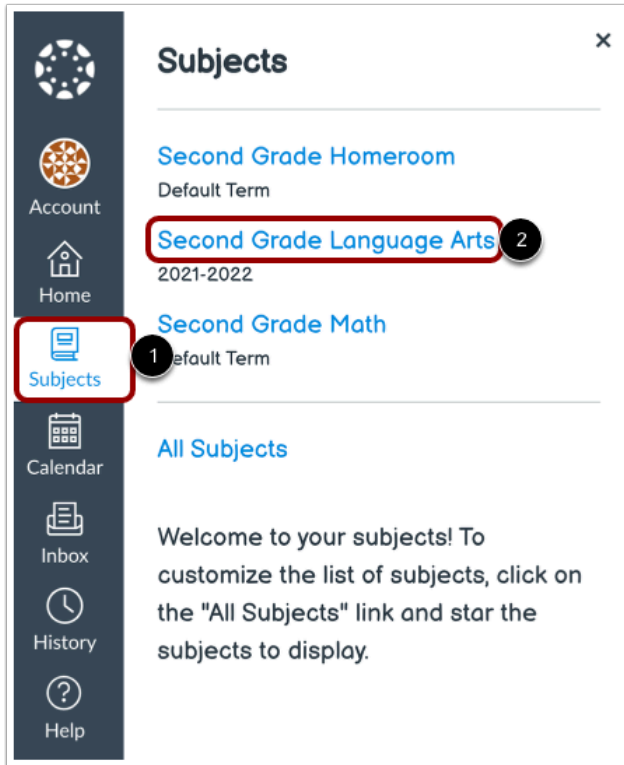 Subjects
×
Second Grade Homeroom
Default Term
Second Grade Language Arts
2
2021-2022
Second Grade Math
1
efault Term
All Subjects
Welcome to your subjects! To
customize the list of subjects, click on
the "All Subjects" link and star the
subjects to display.
Account
Home
Subjects
Calendar
Inbox
History
Help